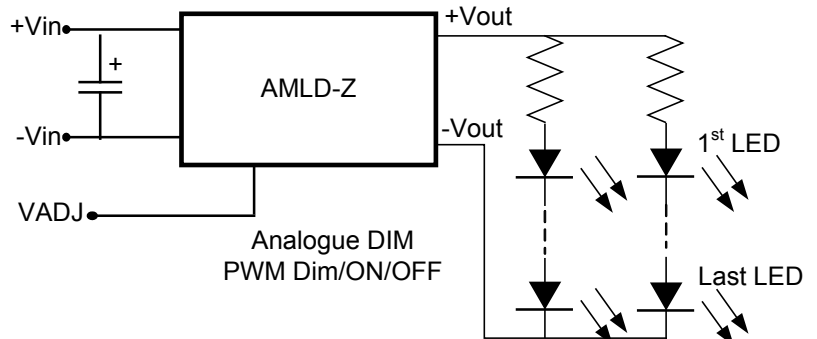 +Vin
+Vout
+
AMLD-Z
-Vin
-Vout
1st LED
VADJ
Analogue DIM
PWM Dim/ON/OFF
Last LED